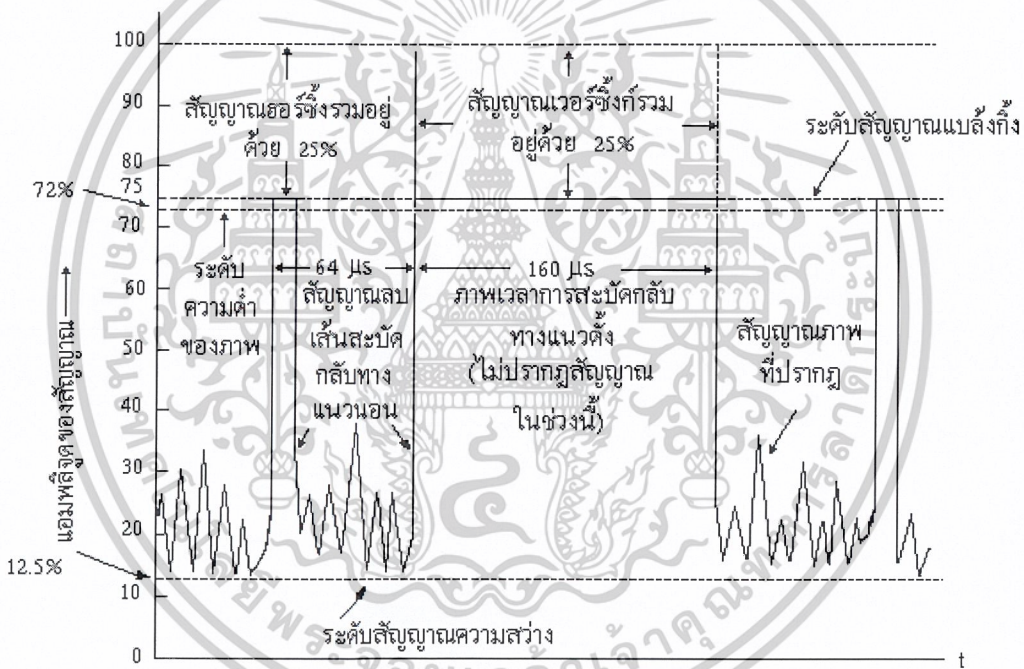 100
90
80
75
72%
70
60
50
40
30
20
12.5%
10
0
แอมพลิจูดของสัญญาณ
สัญญาณฮอร์ซิ้งรวมอยู่
ด้วย 25%
สัญญาณเวอร์ซิ้งก์รวม
อยู่ด้วย 25%
ระดับสัญญาณแบล้งกิ้ง
ระดับ
ความดำ
ของภาพ
64 µs
สัญญาณลบ
เส้นสะบัด
กลับทาง
แนวนอน
160 µs
ภาพเวลาการสะบัดกลับ
ทางแนวดิ่ง
(ไม่ปรากฏสัญญาณ
ในช่วงนี้)
สัญญาณภาพ
ที่ปรากฏ
ระดับสัญญาณความสว่าง
t